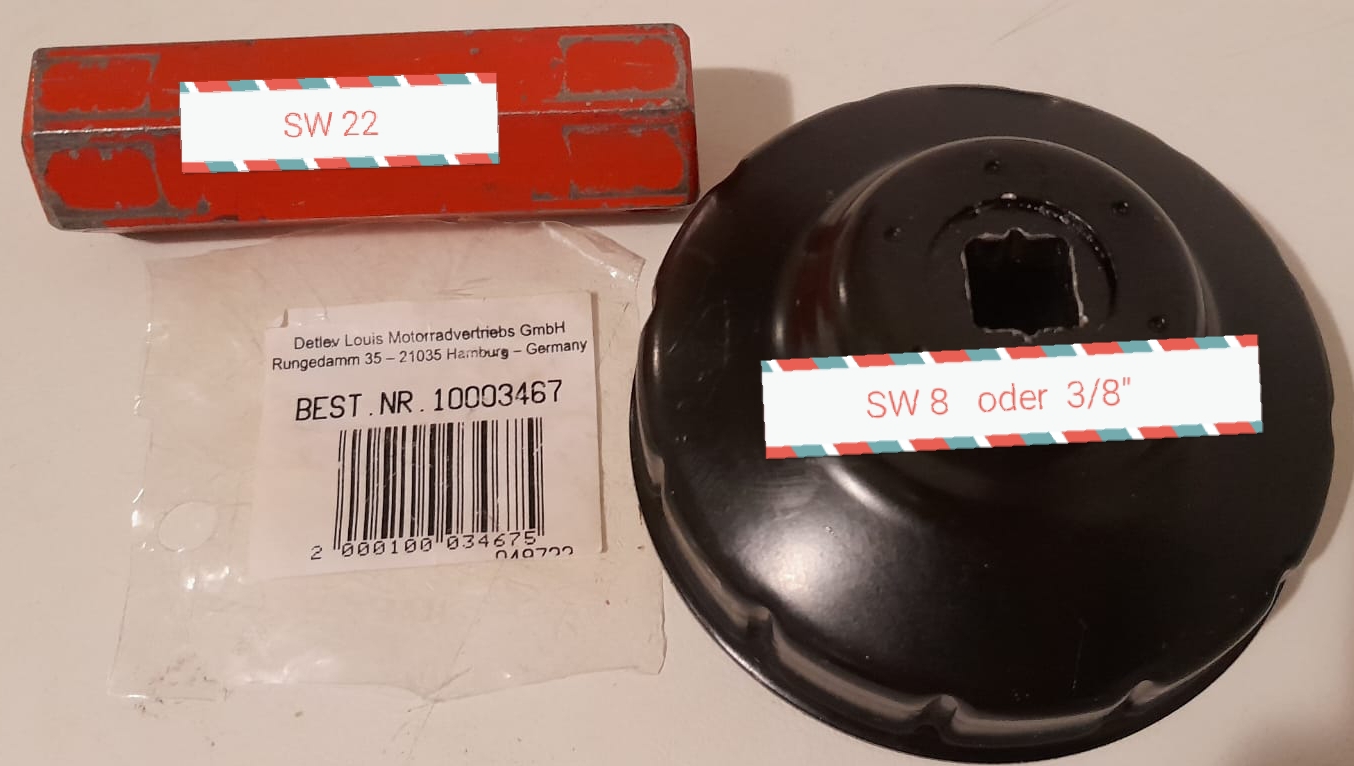 SW 22
Detlev Louis Motorradvertriebs GmbH
Rungedamm 35 – 21035 Hamburg – Germany
BEST.NR.10003467
2 000100 034675
049722
SW 8 oder 3/8"